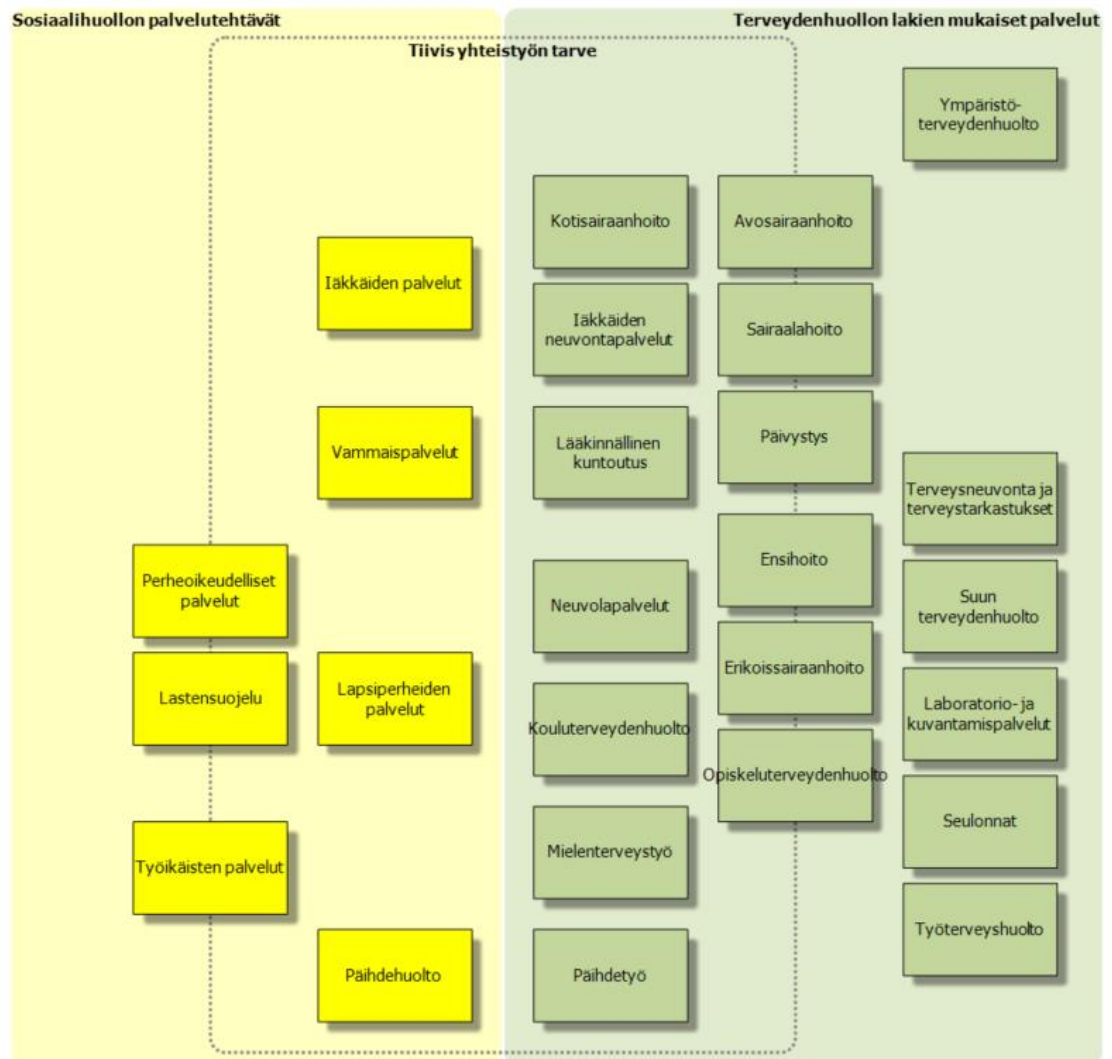 Sosiaalihuollon palvelutehtävät
Terveydenhuollon lakien mukaiset palvelut
Tiivis yhteistyön tarve
Ympäristö-
terveydenhuolto
Kotisairaanhoito
Avosairaanhoito
Iäkkäiden palvelut
Iäkkäiden
neuvontapalvelut
Sairaalahoito
Vammaispalvelut
Lääkinnällinen
kuntoutus
Päivystys
Terveysneuvonta ja
terveystarkastukset
Perheoikeudelliset
palvelut
Neuvolapalvelut
Ensihoito
Suun
terveydenhuolto
Lastensuojelu
Lapsiperheiden
palvelut
Kouluterveydenhuolto
Erikoissairaanhoito
Laboratorio- ja
kuvantamispalvelut
Opiskeluterveydenhuolto
Työikäisten palvelut
Mielenterveystyö
Seulonnat
Päihdehuolto
Päihdetyö
Työterveyshuolto